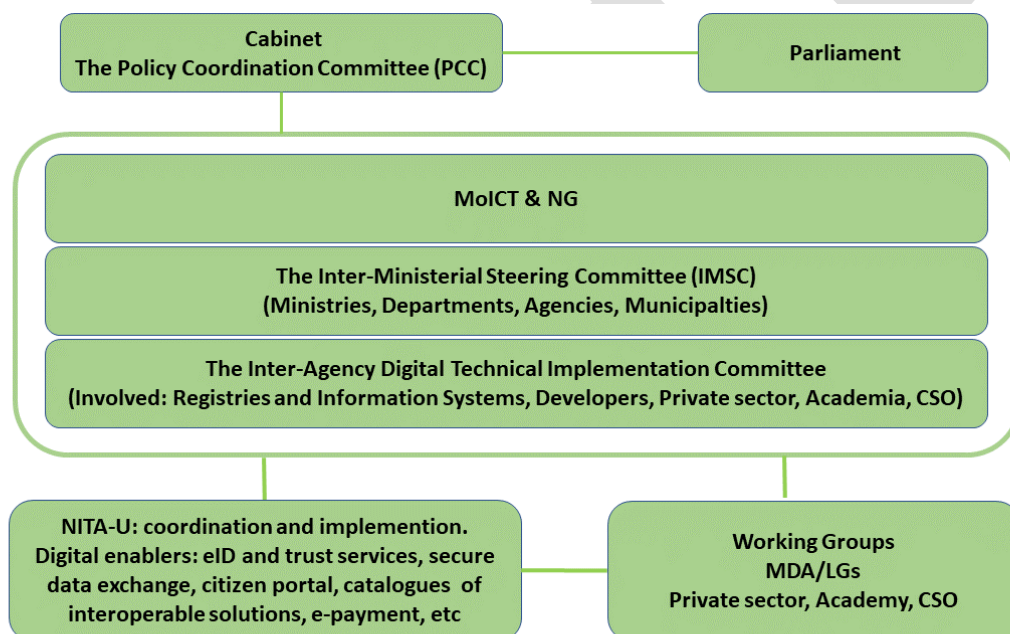 Cabinet
The Policy Coordination Committee (PCC)
Parliament
MoICT & NG
The Inter-Ministerial Steering Committee (IMSC)
(Ministries, Departments, Agencies, Municipalties)
The Inter-Agency Digital Technical Implementation Committee
(Involved: Registries and Information Systems, Developers, Private sector, Academia, CSO)
NITA-U: coordination and implemention.
Digital enablers: eID and trust services, secure
data exchange, citizen portal, catalogues of
interoperable solutions, e-payment, etc
Working Groups
MDA/LGs
Private sector, Academy, CSO